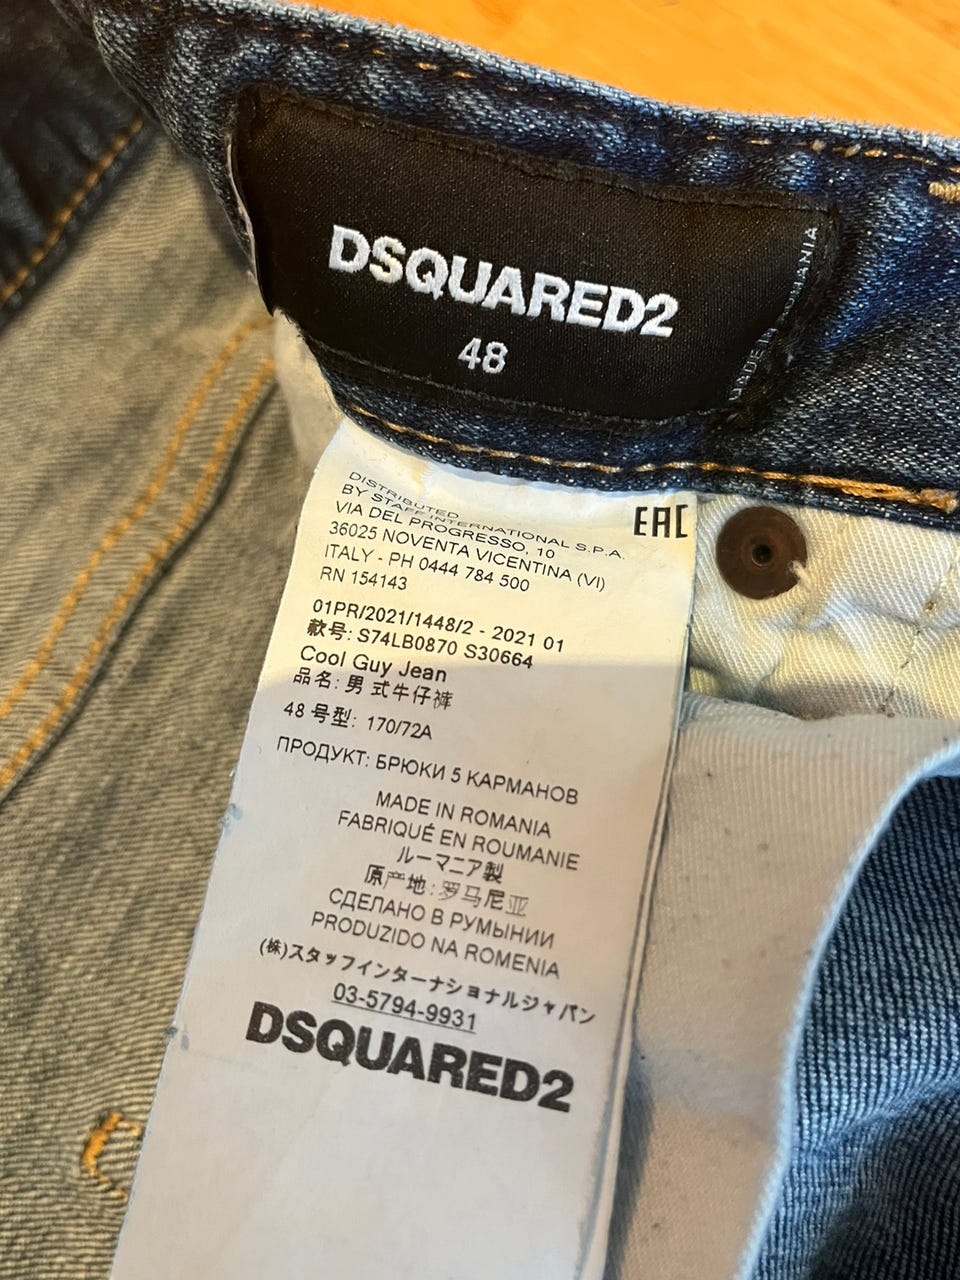 DSQUARED2
48
MADE IN ROMANIA
DISTRIBUTED
BY STAFF INTERNATIONAL S.P.A.
VIA DEL PROGRESSO, 10
36025 NOVENTA VICENTINA (VI)
ITALY - PH 0444 784 500
RN 154143
EAC
01PR/2021/1448/2 - 2021 01
款号: S74LB0870 S30664
Cool Guy Jean
品名: 男 式牛仔裤
48 号型: 170/72A
ПРОДУКТ: БРЮКИ 5 КАРМАНОВ
MADE IN ROMANIA
FABRIQUÉ EN ROUMANIE
ルーマニア製
原产地: 罗马尼亚
СДЕЛАНО В РУМЫНИИ
PRODUZIDO NA ROMENIA
(株)スタッフインターナショナルジャパン
03-5794-9931
DSQUARED2